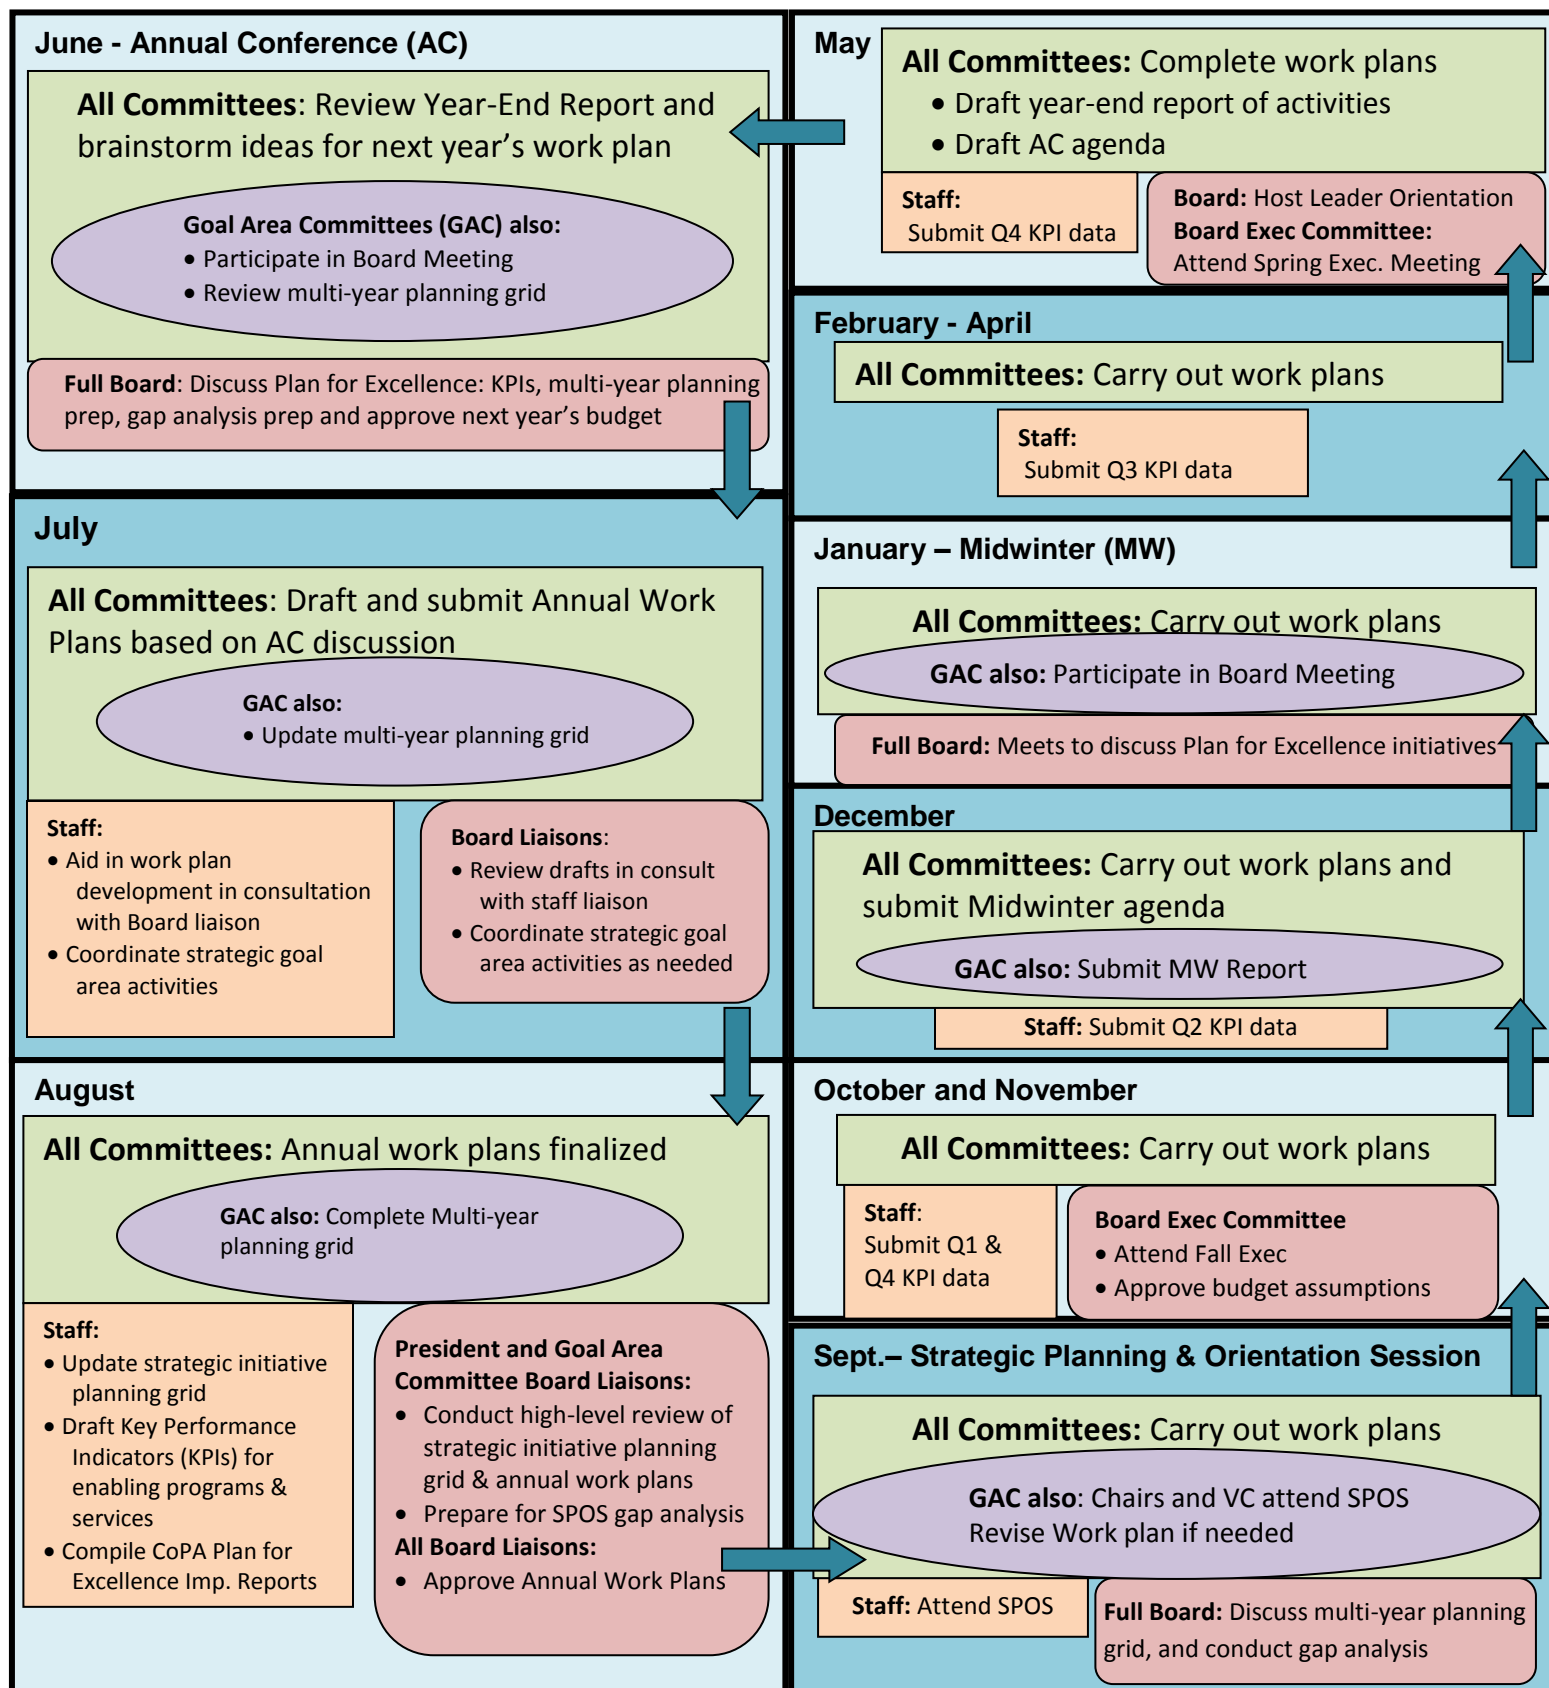 June - Annual Conference (AC)
All Committees: Review Year-End Report and
brainstorm ideas for next year’s work plan
Goal Area Committees (GAC) also:
• Participate in Board Meeting
• Review multi-year planning grid
Full Board: Discuss Plan for Excellence: KPIs, multi-year planning
prep, gap analysis prep and approve next year’s budget
July
All Committees: Draft and submit Annual Work
Plans based on AC discussion
GAC also:
• Update multi-year planning grid
Staff:
• Aid in work plan
development in consultation
with Board liaison
• Coordinate strategic goal
area activities
Board Liaisons:
• Review drafts in consult
with staff liaison
• Coordinate strategic goal
area activities as needed
August
All Committees: Annual work plans finalized
GAC also: Complete Multi-year
planning grid
Staff:
• Update strategic initiative
planning grid
• Draft Key Performance
Indicators (KPIs) for
enabling programs &
services
• Compile CoPA Plan for
Excellence Imp. Reports
President and Goal Area
Committee Board Liaisons:
• Conduct high-level review of
strategic initiative planning
grid & annual work plans
• Prepare for SPOS gap analysis
All Board Liaisons:
• Approve Annual Work Plans
May
All Committees: Complete work plans
• Draft year-end report of activities
• Draft AC agenda
Staff:
Submit Q4 KPI data
Board: Host Leader Orientation
Board Exec Committee:
Attend Spring Exec. Meeting
February - April
All Committees: Carry out work plans
Staff:
Submit Q3 KPI data
January – Midwinter (MW)
All Committees: Carry out work plans
GAC also: Participate in Board Meeting
Full Board: Meets to discuss Plan for Excellence initiatives
December
All Committees: Carry out work plans and
submit Midwinter agenda
GAC also: Submit MW Report
Staff: Submit Q2 KPI data
October and November
All Committees: Carry out work plans
Staff:
Submit Q1 &
Q4 KPI data
Board Exec Committee
• Attend Fall Exec
• Approve budget assumptions
Sept.– Strategic Planning & Orientation Session
All Committees: Carry out work plans
GAC also: Chairs and VC attend SPOS
Revise Work plan if needed
Staff: Attend SPOS
Full Board: Discuss multi-year planning
grid, and conduct gap analysis